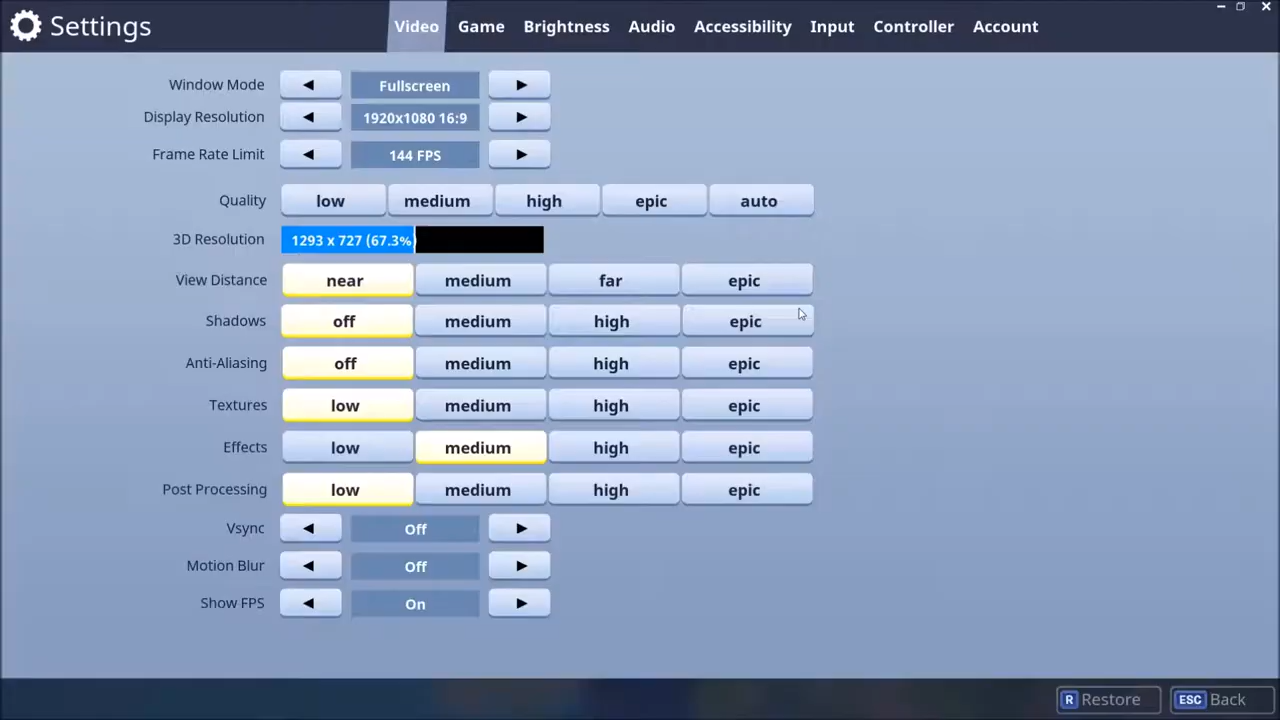 Settings
Video Game Brightness Audio Accessibility Input Controller Account
Window Mode Fullscreen
Display Resolution 1920x1080 16:9
Frame Rate Limit 144 FPS
Quality low medium high epic auto
3D Resolution 1293 x 727 (67.3%)
View Distance near medium far epic
Shadows off medium high epic
Anti-Aliasing off medium high epic
Textures low medium high epic
Effects low medium high epic
Post Processing low medium high epic
Vsync Off
Motion Blur Off
Show FPS On
R Restore ESC Back